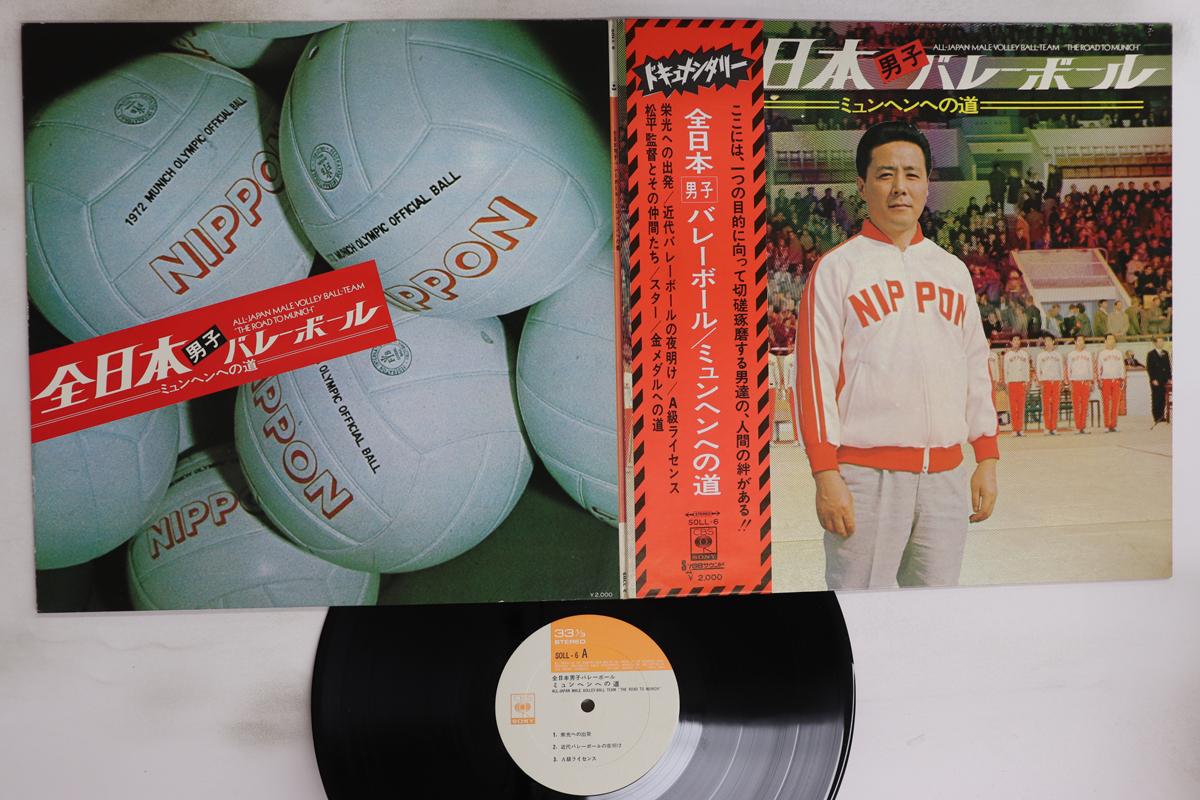 1972 MUNICH OLYMPIC OFFICIAL BALL
NIPPON
MUNICH OLYMPIC OFFICIAL BALL
NIPPON
ALL-JAPAN MALE VOLLEY BALL-TEAM
"THE ROAD TO MUNICH"
全日本男子バレーボール
ミュンヘンへの道
OLYMPIC OFFICIAL BALL
NIPPON
NIPP
¥2,000
ドキュメンタリー
ここには、一つの目的に向って切磋琢磨する男達の、人間の絆がある!!
全日本男子バレーボール/ミュンヘンへの道
栄光への出発/近代バレーボールの夜明け/A級ライセンス
松平監督とその仲間たち/スター/金メダルへの道
STEREO
SOLL-6
CBS
SONY
¥ 2,000
ALL-JAPAN MALE VOLLEY BALL-TEAM "THE ROAD TO MUNICH"
日本男子バレーボール
ミュンヘンへの道
NIPPON
33 1/3
STEREO
SOLL-6 A
全日本男子バレーボール
ミュンヘンへの道
ALL-JAPAN MALE VOLLEY-BALL TEAM "THE ROAD TO MUNICH"
CBS
SONY
1. 栄光への出発
2. 近代バレーボールの夜明け
3. A級ライセンス